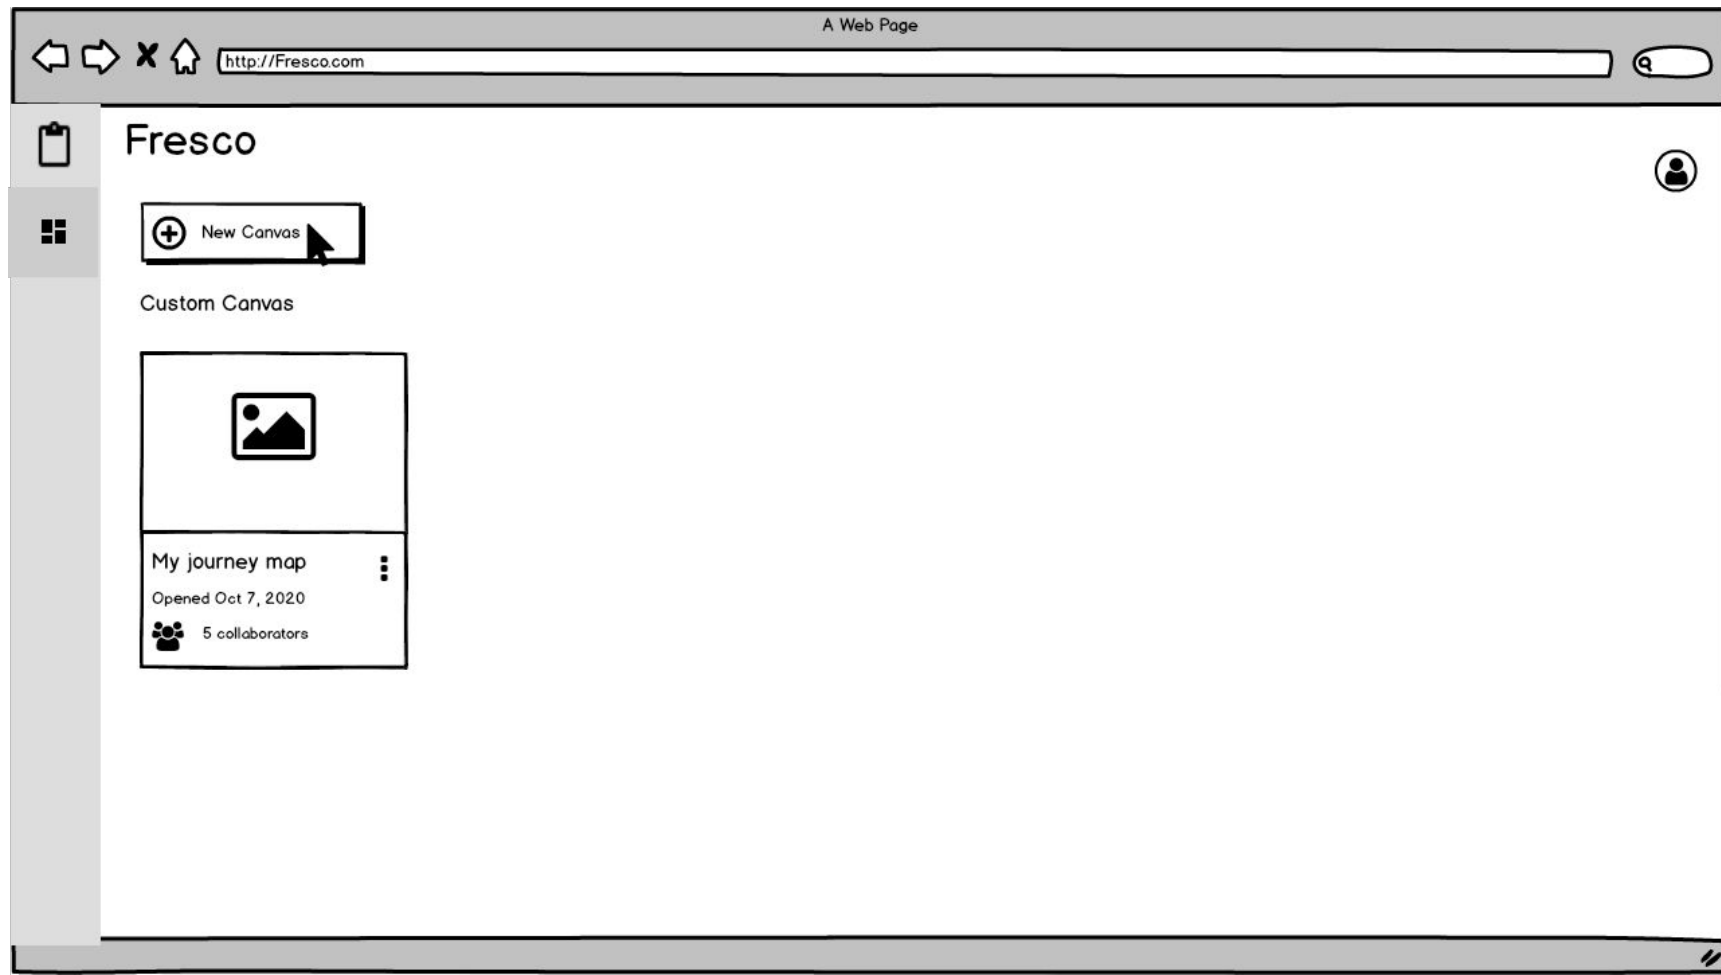 A Web Page
http://Fresco.com
Fresco
New Canvas
Custom Canvas
My journey map
Opened Oct 7, 2020
5 collaborators